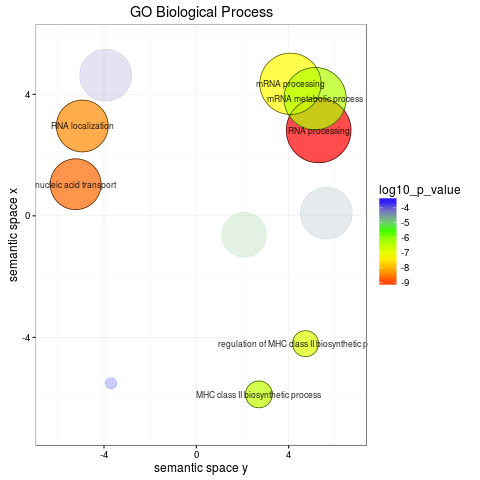 GO Biological Process
mRNA processing
mRNA metabolic process
RNA localization
RNA processing
nucleic acid transport
regulation of MHC class II biosynthetic p
MHC class II biosynthetic process
4
0
-4
-4
0
4
semantic space x
semantic space y
log10_p_value
-4
-5
-6
-7
-8
-9